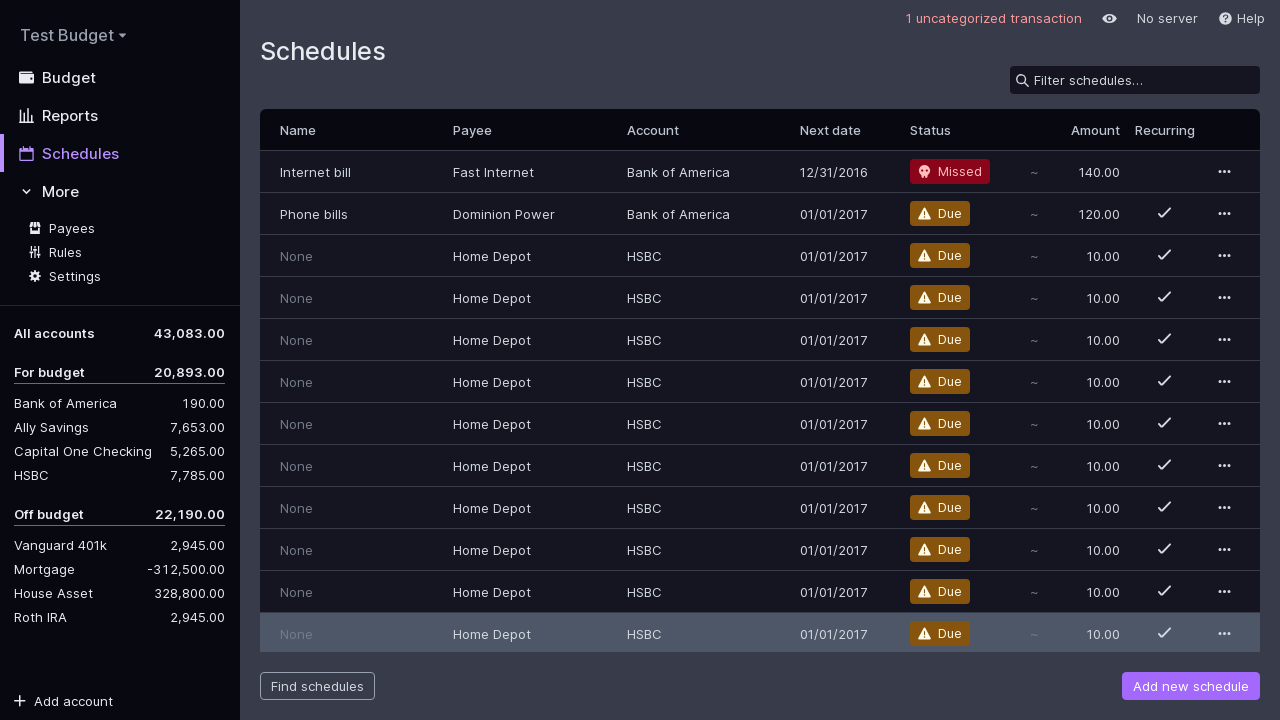 Test Budget
Budget
Reports
Schedules
More
Payees
Rules
Settings
All accounts 43,083.00
For budget 20,893.00
Bank of America 190.00
Ally Savings 7,653.00
Capital One Checking 5,265.00
HSBC 7,785.00
Off budget 22,190.00
Vanguard 401k 2,945.00
Mortgage -312,500.00
House Asset 328,800.00
Roth IRA 2,945.00
Add account
1 uncategorized transaction No server Help
Schedules
Filter schedules...
Name Payee Account Next date Status Amount Recurring
Internet bill Fast Internet Bank of America 12/31/2016 Missed ~ 140.00
Phone bills Dominion Power Bank of America 01/01/2017 Due ~ 120.00
None Home Depot HSBC 01/01/2017 Due ~ 10.00
None Home Depot HSBC 01/01/2017 Due ~ 10.00
None Home Depot HSBC 01/01/2017 Due ~ 10.00
None Home Depot HSBC 01/01/2017 Due ~ 10.00
None Home Depot HSBC 01/01/2017 Due ~ 10.00
None Home Depot HSBC 01/01/2017 Due ~ 10.00
None Home Depot HSBC 01/01/2017 Due ~ 10.00
None Home Depot HSBC 01/01/2017 Due ~ 10.00
None Home Depot HSBC 01/01/2017 Due ~ 10.00
None Home Depot HSBC 01/01/2017 Due ~ 10.00
Find schedules Add new schedule